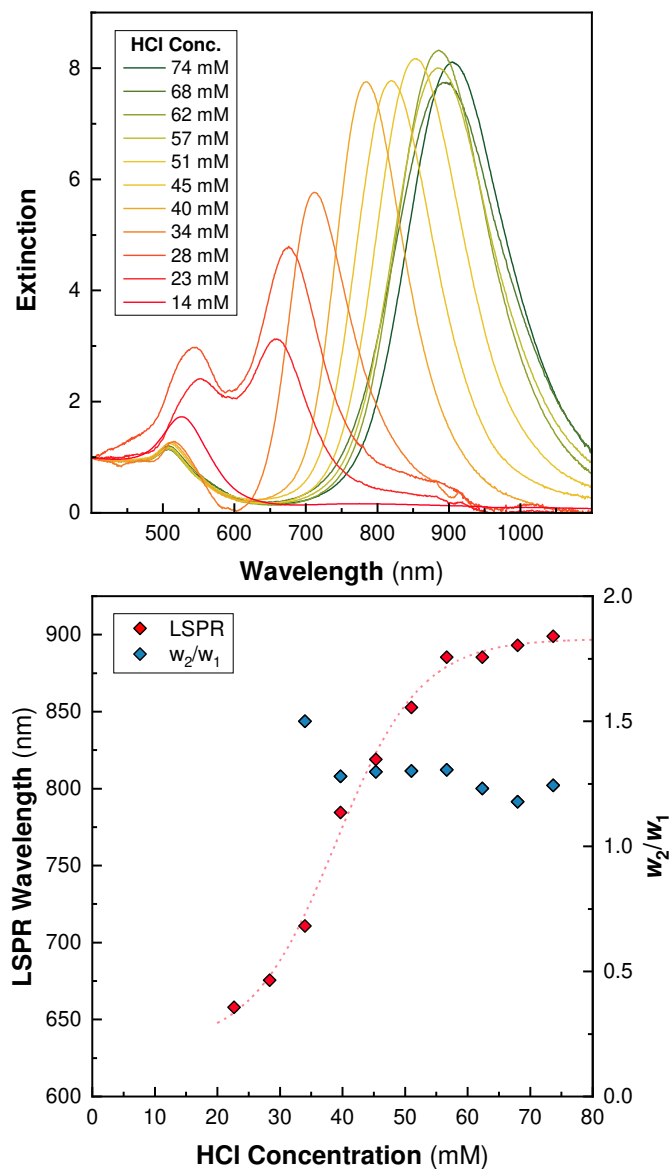 HCl Conc.
74 mM
68 mM
62 mM
57 mM
51 mM
45 mM
40 mM
34 mM
28 mM
23 mM
14 mM
8
6
4
2
0
Extinction
500 600 700 800 900 1000
Wavelength (nm)
LSPR
w2/w1
900
850
800
750
700
650
600
LSPR Wavelength (nm)
2.0
1.5
1.0
0.5
0.0
w2/w1
0 10 20 30 40 50 60 70 80
HCl Concentration (mM)